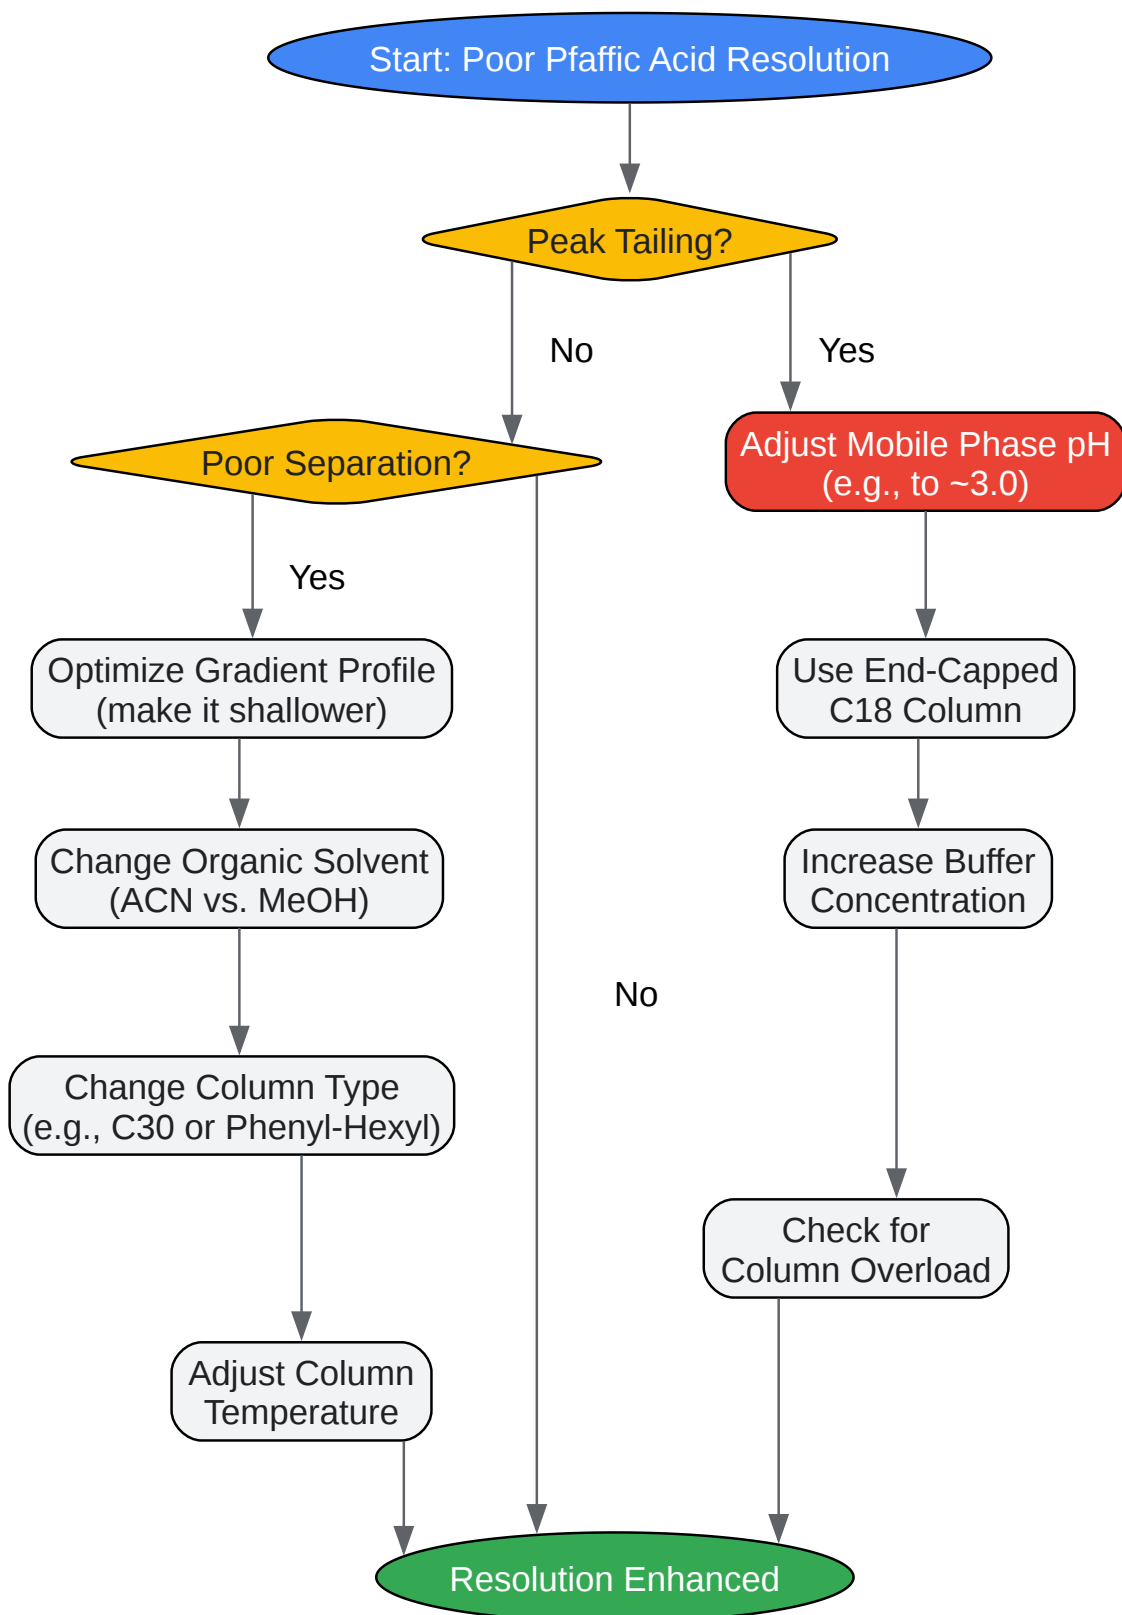 Start: Poor Pfaffic Acid Resolution
Peak Tailing?
No
Yes
Poor Separation?
Adjust Mobile Phase pH
(e.g., to ~3.0)
Yes
Optimize Gradient Profile
(make it shallower)
Use End-Capped
C18 Column
Change Organic Solvent
(ACN vs. MeOH)
Increase Buffer
Concentration
No
Change Column Type
(e.g., C30 or Phenyl-Hexyl)
Check for
Column Overload
Adjust Column
Temperature
Resolution Enhanced